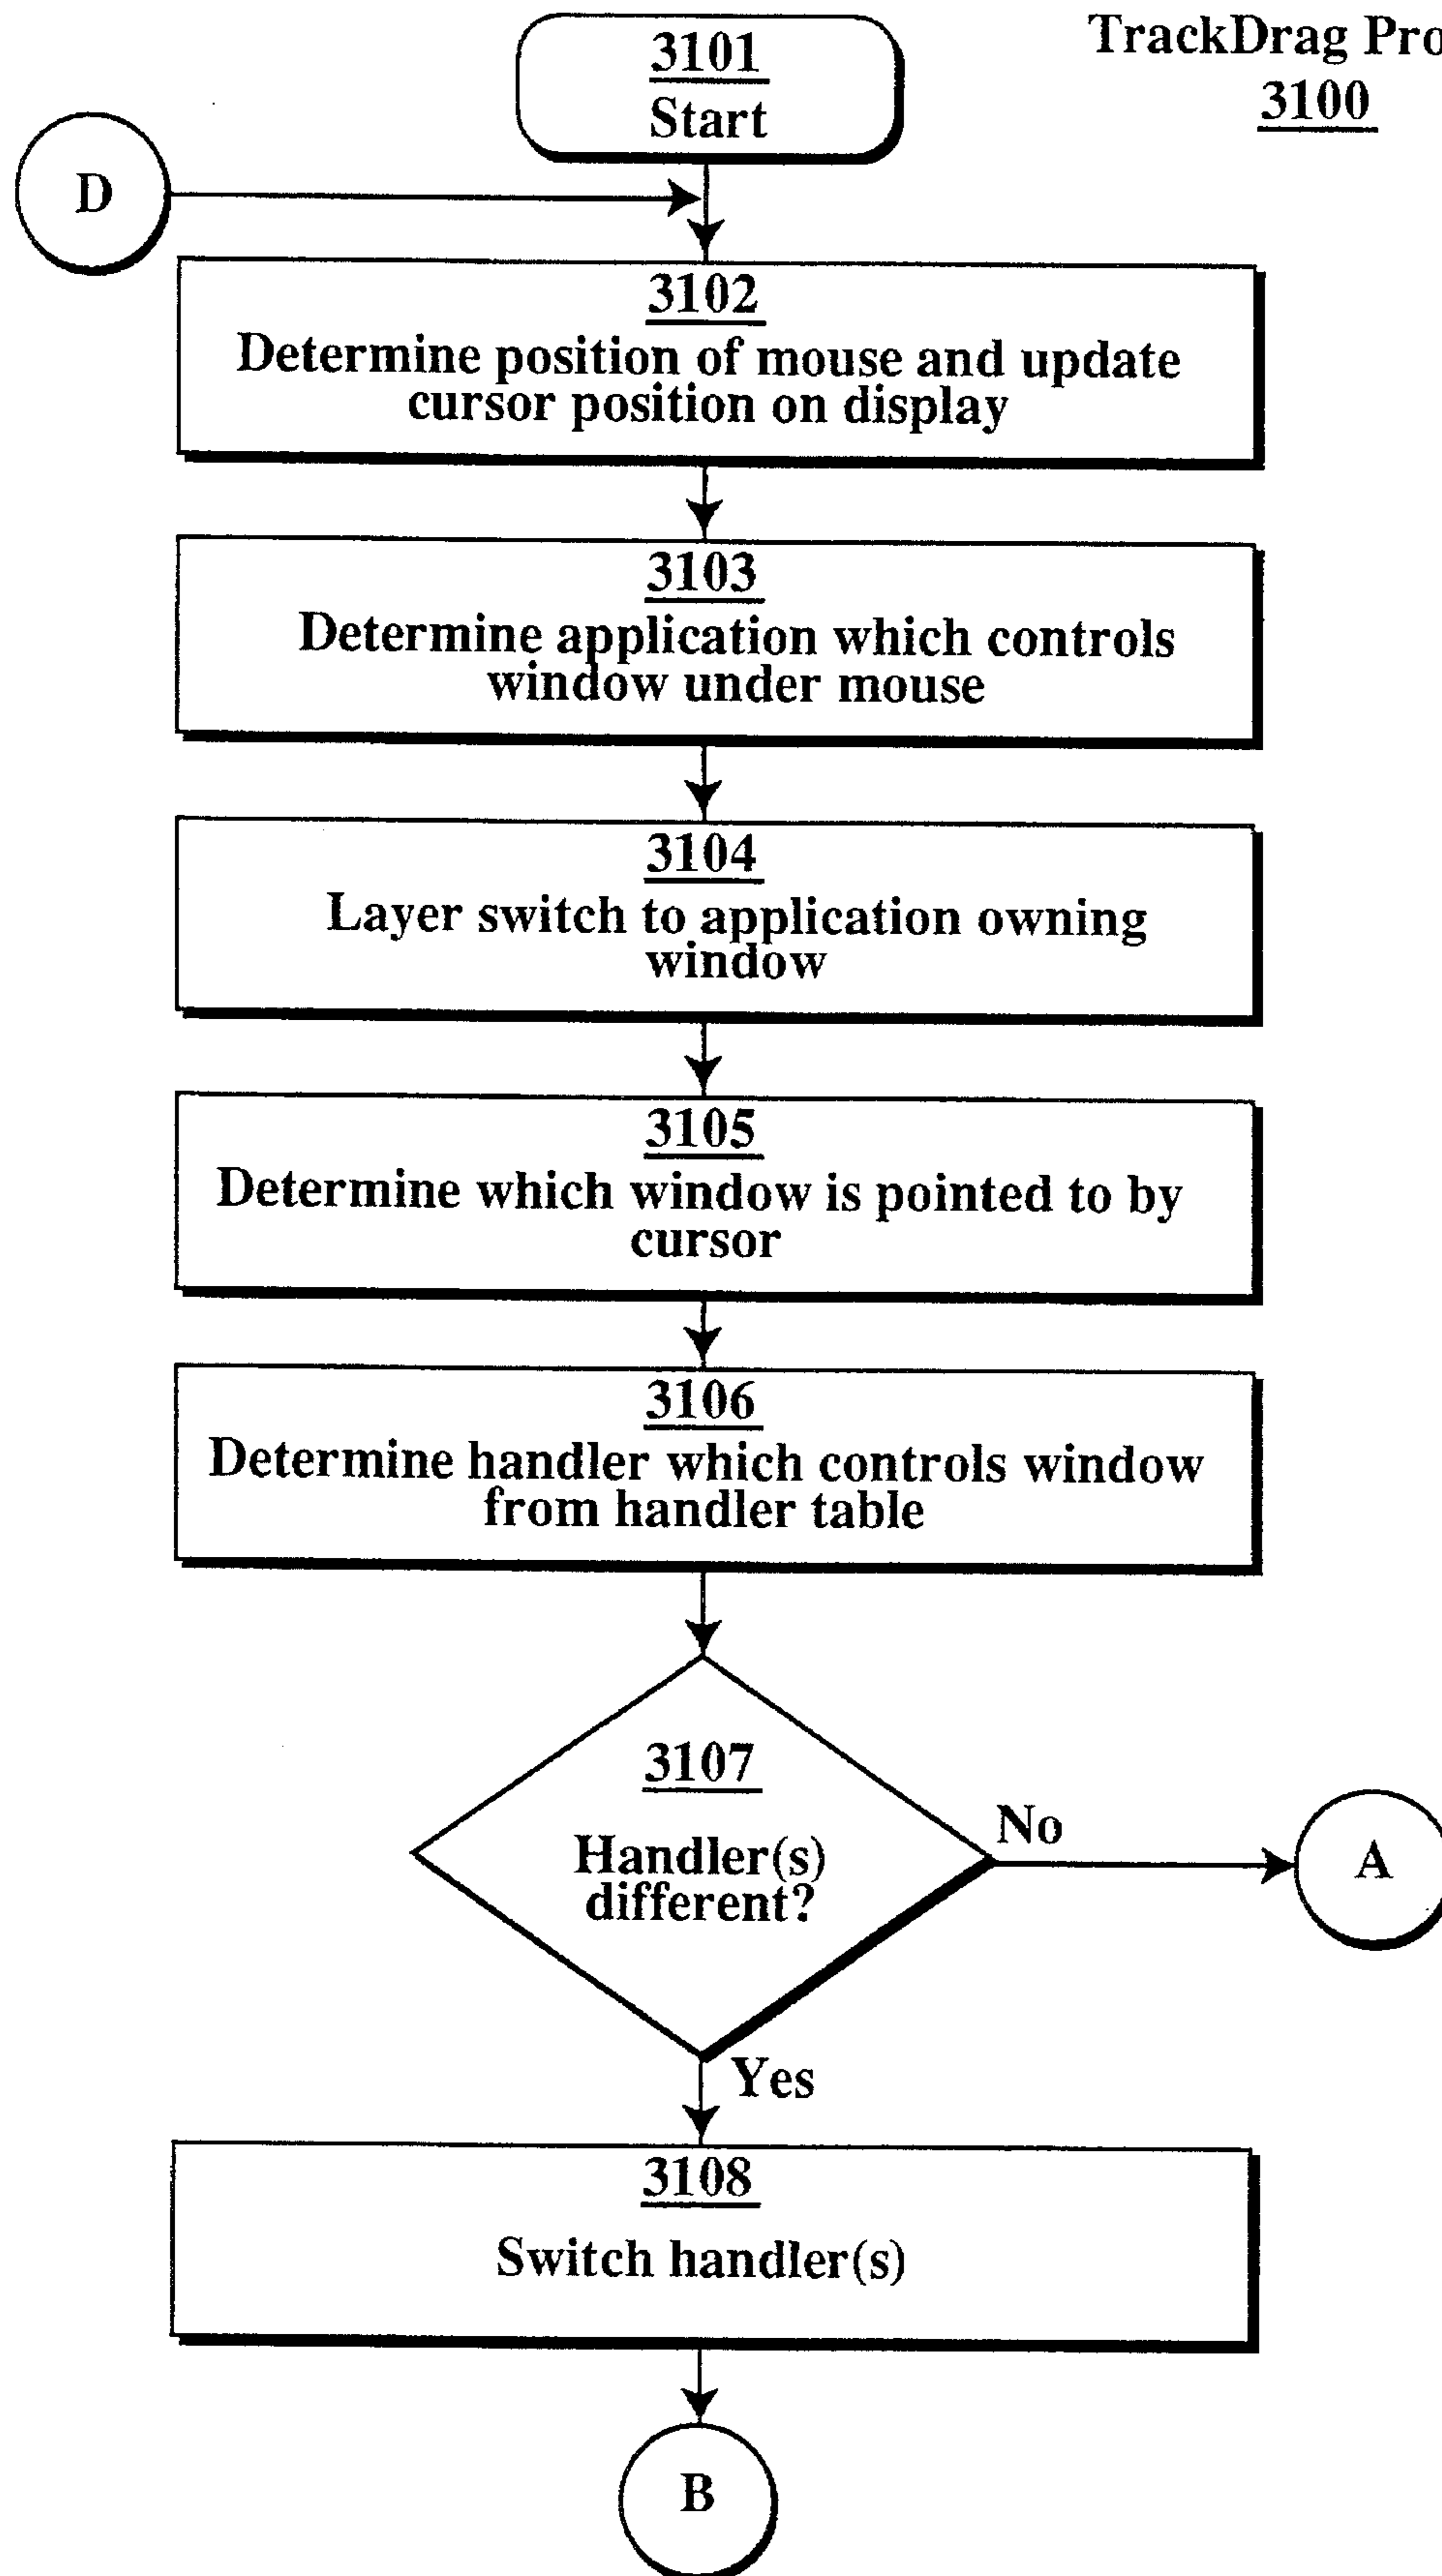 3101
Start
TrackDrag Pro
3100
D
3102
Determine position of mouse and update
cursor position on display
3103
Determine application which controls
window under mouse
3104
Layer switch to application owning
window
3105
Determine which window is pointed to by
cursor
3106
Determine handler which controls window
from handler table
3107
Handler(s)
different?
No
A
Yes
3108
Switch handler(s)
B